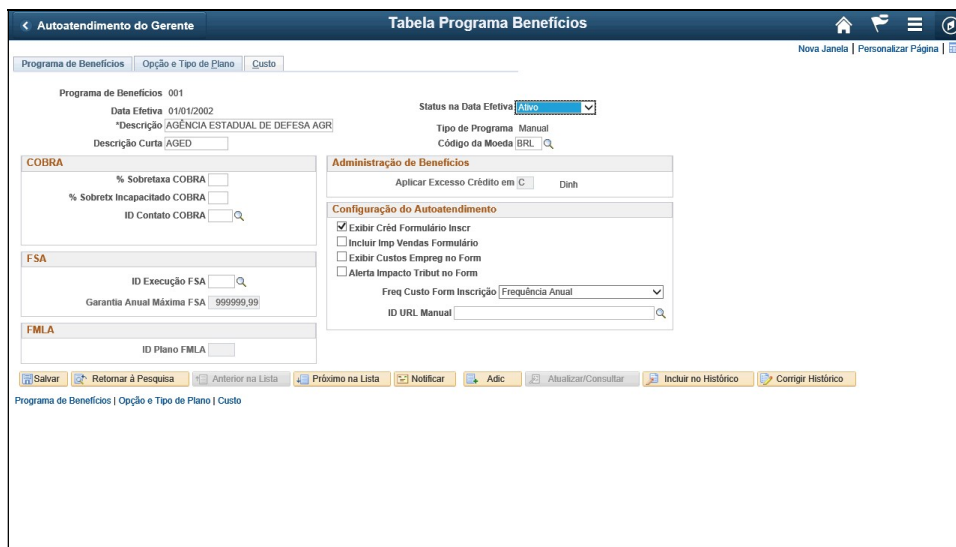 Autoatendimento do Gerente
Tabela Programa Benefícios
Nova Janela | Personalizar Página |
Programa de Benefícios
Opção e Tipo de Plano
Custo
Programa de Benefícios 001
Data Efetiva 01/01/2002
Status na Data Efetiva: Ativo
*Descrição AGÊNCIA ESTADUAL DE DEFESA AGR
Tipo de Programa Manual
Descrição Curta AGED
Código da Moeda BRL
COBRA
% Sobretaxa COBRA
% Sobretx Incapacitado COBRA
ID Contato COBRA
Administração de Benefícios
Aplicar Excesso Crédito em C Dinh
Configuração do Autoatendimento
Exibir Créd Formulário Inscr
Incluir Imp Vendas Formulário
Exibir Custos Empreg no Form
Alerta Impacto Tribut no Form
Freq Custo Form Inscrição Frequência Anual
ID URL Manual
FSA
ID Execução FSA
Garantia Anual Máxima FSA 999999,99
FMLA
ID Plano FMLA
Salvar
Retornar à Pesquisa
Anterior na Lista
Próximo na Lista
Notificar
Adic
Atualizar/Consultar
Incluir no Histórico
Corrigir Histórico
Programa de Benefícios | Opção e Tipo de Plano | Custo